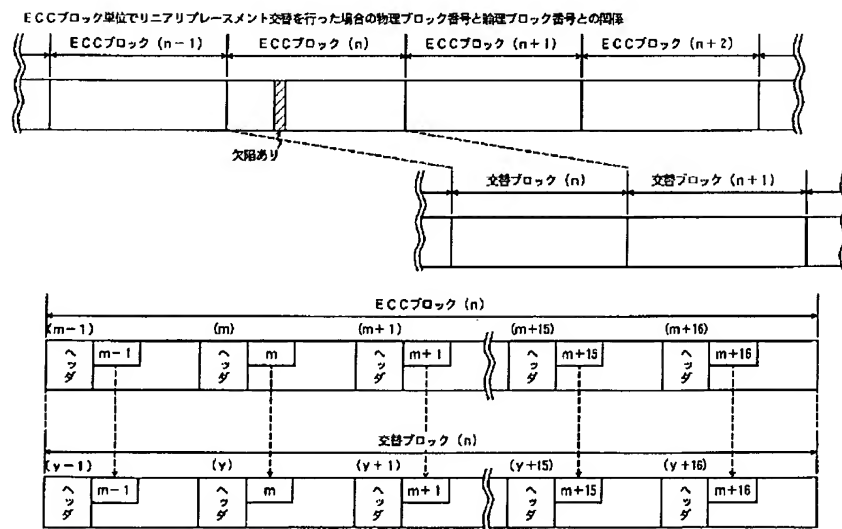 ECCブロック単位でリニアリプレースメント交替を行った場合の物理ブロック番号と論理ブロック番号との関係
ECCブロック (n-1) ECCブロック (n) ECCブロック (n+1) ECCブロック (n+2)
欠陥あり
交替ブロック (n) 交替ブロック (n+1)
ECCブロック (n)
(m-1) (m) (m+1) (m+15) (m+16)
ヘッダ m-1 ヘッダ m ヘッダ m+1 ヘッダ m+15 ヘッダ m+16
交替ブロック (n)
(y-1) (y) (y+1) (y+15) (y+16)
ヘッダ m-1 ヘッダ m ヘッダ m+1 ヘッダ m+15 ヘッダ m+16